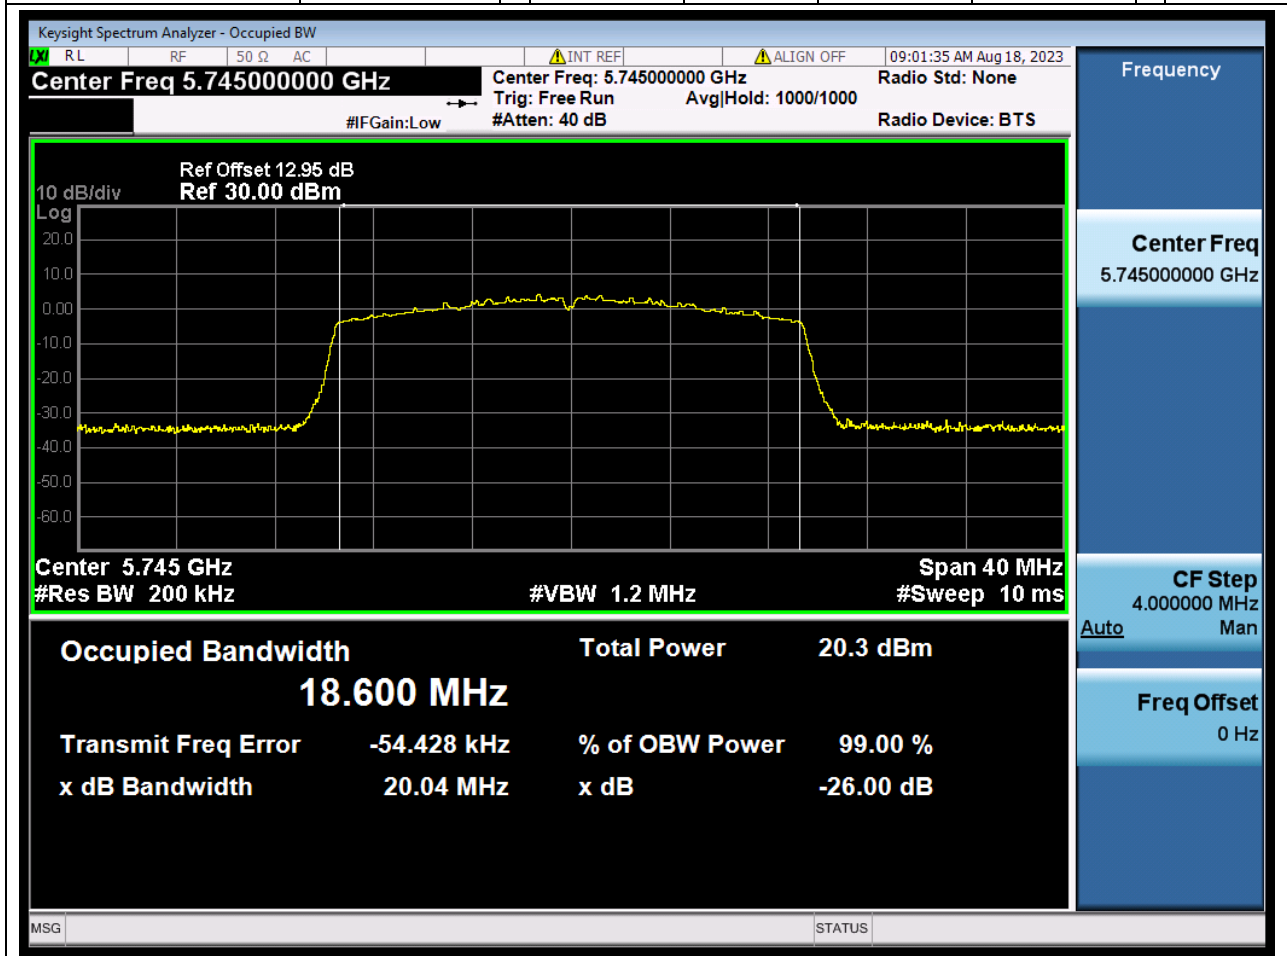 Keysight Spectrum Analyzer - Occupied BW
LXI RL RF 50 Ω AC INT REF ALIGN OFF 09:01:35 AM Aug 18, 2023
Center Freq 5.745000000 GHz
Center Freq: 5.745000000 GHz Radio Std: None
Trig: Free Run Avg|Hold: 1000/1000
#IFGain:Low #Atten: 40 dB Radio Device: BTS
Ref Offset 12.95 dB
10 dB/div Ref 30.00 dBm
Log
20.0
10.0
0.00
-10.0
-20.0
-30.0
-40.0
-50.0
-60.0
Center 5.745 GHz Span 40 MHz
#Res BW 200 kHz #VBW 1.2 MHz #Sweep 10 ms
Occupied Bandwidth Total Power 20.3 dBm
18.600 MHz
Transmit Freq Error -54.428 kHz % of OBW Power 99.00 %
x dB Bandwidth 20.04 MHz x dB -26.00 dB
MSG STATUS
Frequency
Center Freq
5.745000000 GHz
CF Step
4.000000 MHz
Auto Man
Freq Offset
0 Hz